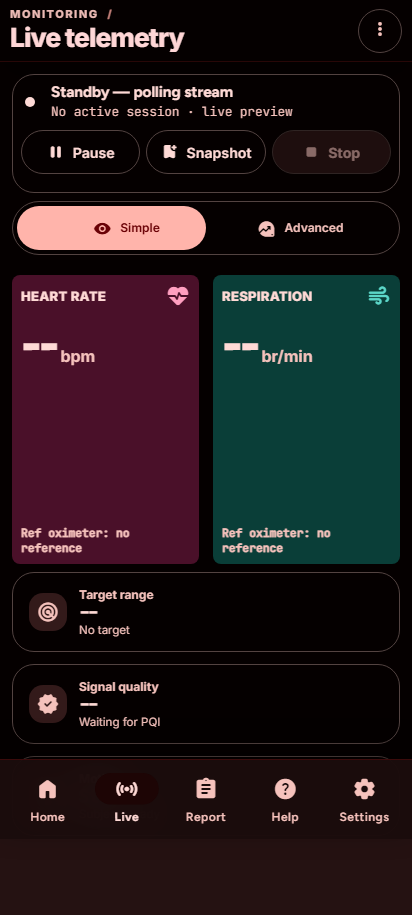 MONITORING /
Live telemetry
Standby — polling stream
No active session · live preview
Pause
Snapshot
Stop
Simple
Advanced
HEART RATE
RESPIRATION
-- bpm
-- br/min
Ref oximeter: no
reference
Ref oximeter: no
reference
Target range
--
No target
Signal quality
--
Waiting for PQI
Home
Live
Report
Help
Settings